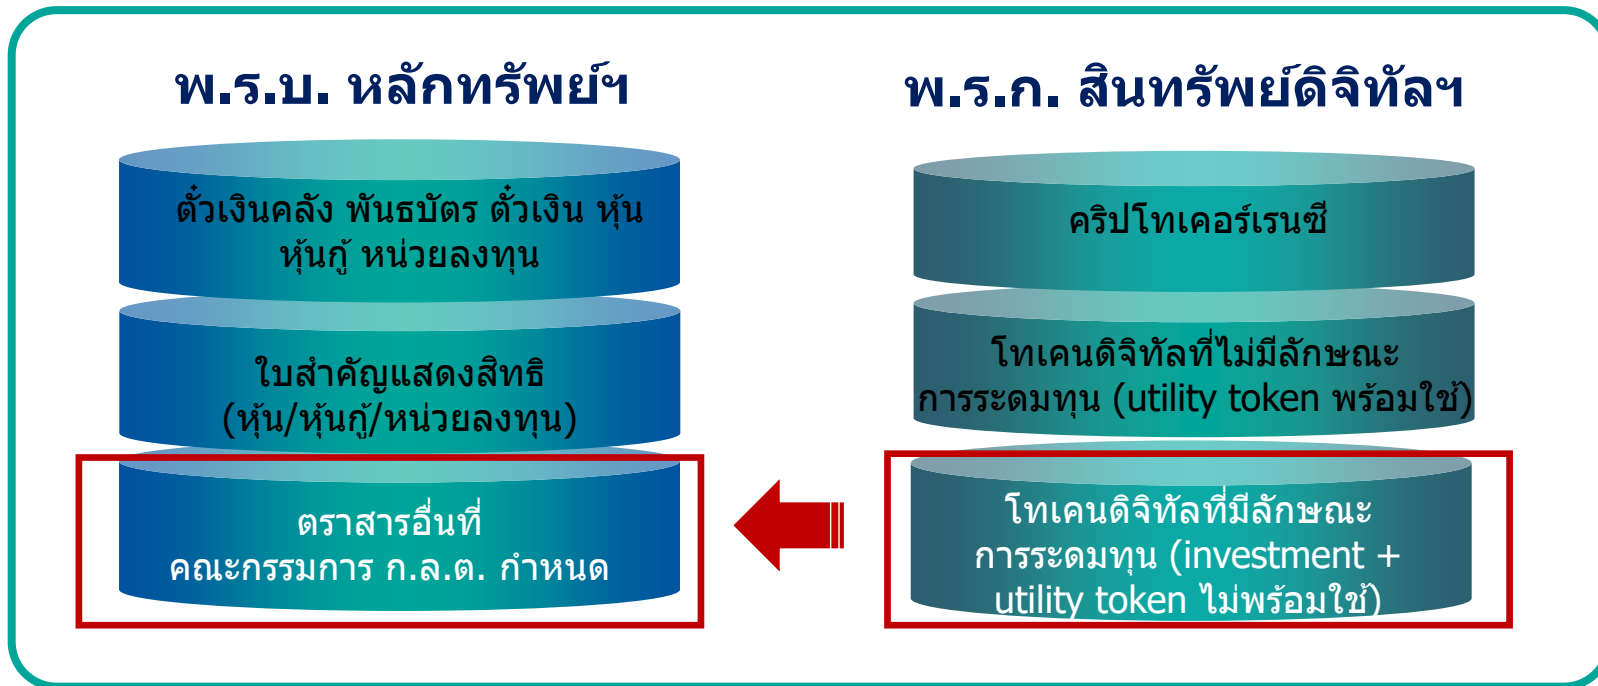 พ.ร.บ. หลักทรัพย์ฯ
ตั๋วเงินคลัง พันธบัตร ตั๋วเงิน หุ้น
หุ้นกู้ หน่วยลงทุน
ใบสำคัญแสดงสิทธิ
(หุ้น/หุ้นกู้/หน่วยลงทุน)
ตราสารอื่นที่
คณะกรรมการ ก.ล.ต. กำหนด
พ.ร.ก. สินทรัพย์ดิจิทัลฯ
คริปโทเคอร์เรนซี
โทเคนดิจิทัลที่ไม่มีลักษณะ
การระดมทุน (utility token พร้อมใช้)
โทเคนดิจิทัลที่มีลักษณะ
การระดมทุน (investment +
utility token ไม่พร้อมใช้)